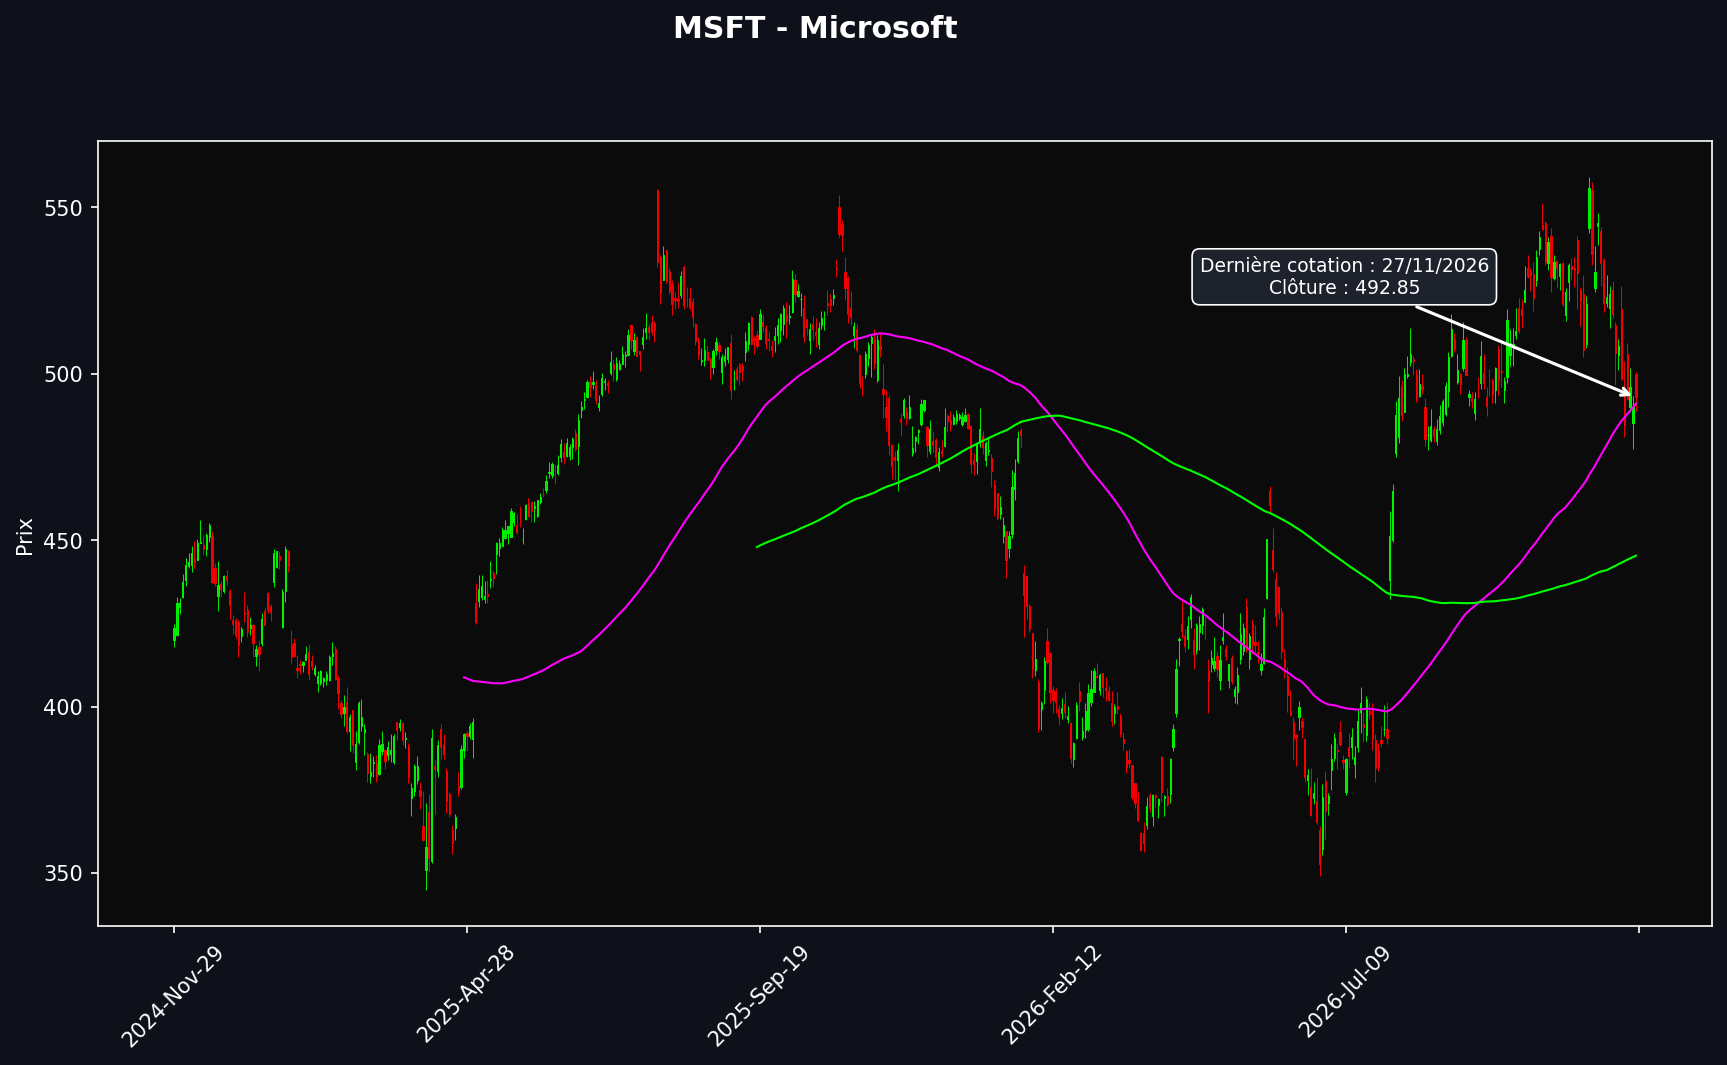 MSFT - Microsoft
Dernière cotation : 27/11/2026
Clôture : 492.85
Prix
550
500
450
400
350
2024-Nov-29
2025-Apr-28
2025-Sep-19
2026-Feb-12
2026-Jul-09